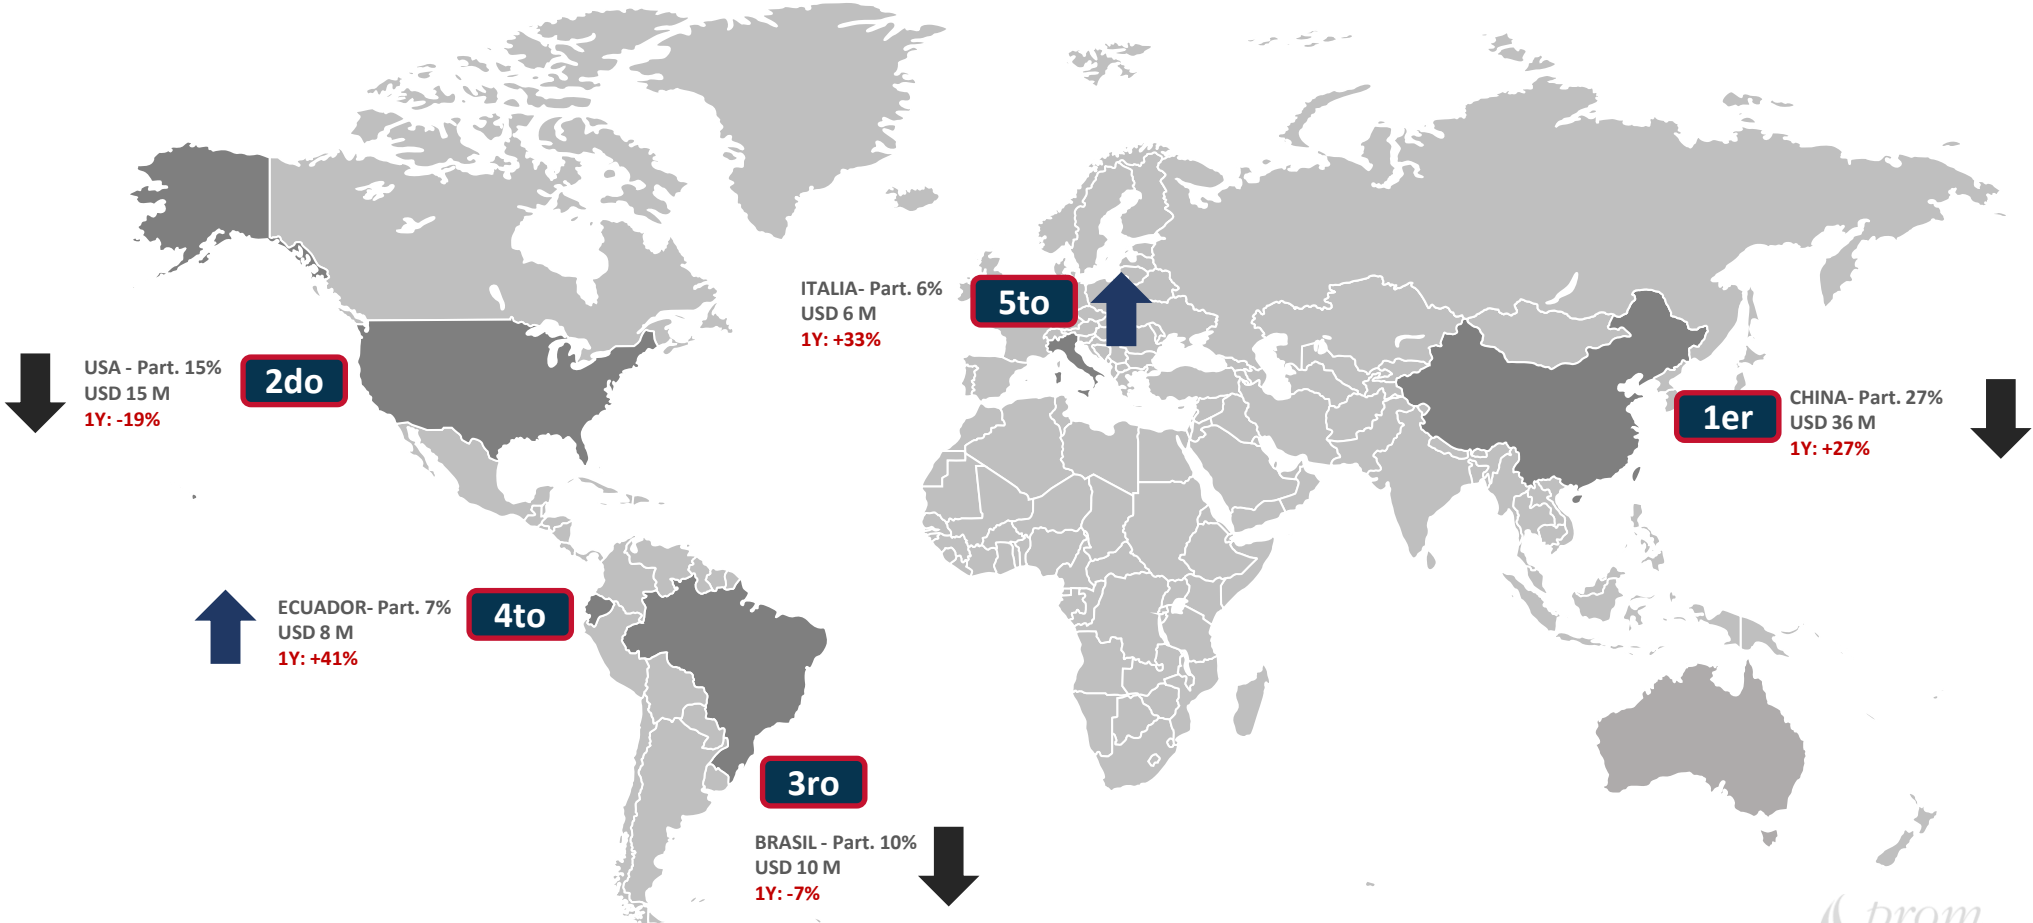 ITALIA- Part. 6%
USD 6 M
1Y: +33%
5to
USA - Part. 15%
USD 15 M
1Y: -19%
2do
1er
CHINA- Part. 27%
USD 36 M
1Y: +27%
ECUADOR- Part. 7%
USD 8 M
1Y: +41%
4to
3ro
BRASIL - Part. 10%
USD 10 M
1Y: -7%
prom